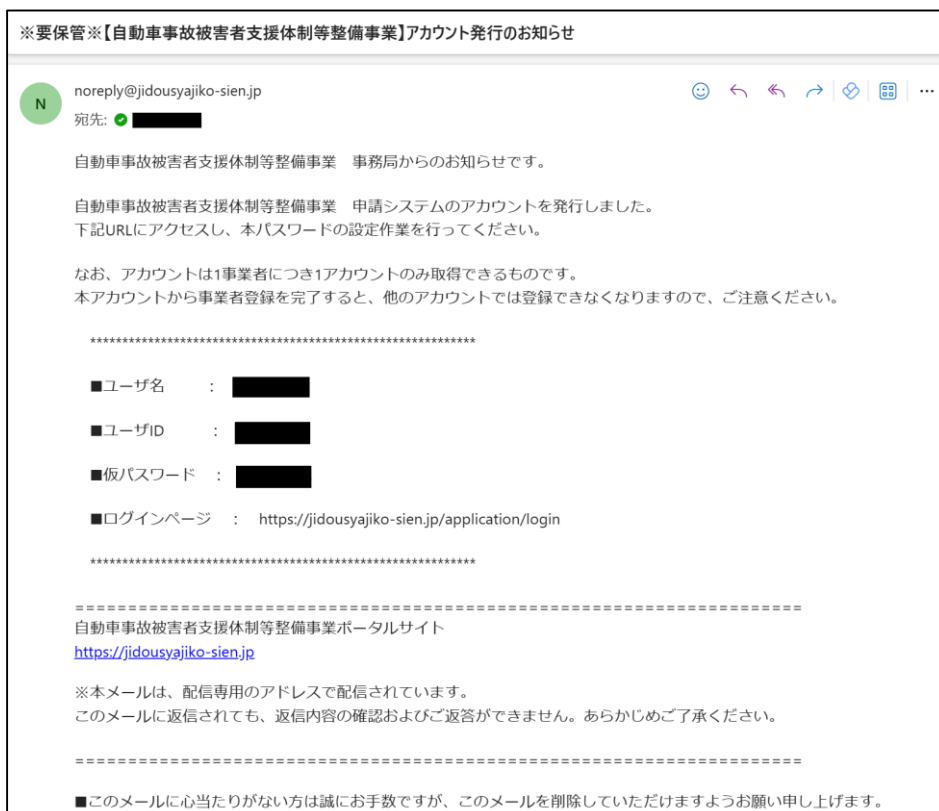 ※要保管※【自動車事故被害者支援体制等整備事業】アカウント発行のお知らせ
N
noreply@jidousyajiko-sien.jp
宛先:
自動車事故被害者支援体制等整備事業　事務局からのお知らせです。
自動車事故被害者支援体制等整備事業　申請システムのアカウントを発行しました。
下記URLにアクセスし、本パスワードの設定作業を行ってください。
なお、アカウントは1事業者につき1アカウントのみ取得できるものです。
本アカウントから事業者登録を完了すると、他のアカウントでは登録できなくなりますので、ご注意ください。
************************************************************
■ユーザ名　　：
■ユーザID　　：
■仮パスワード　：
■ログインページ　：　https://jidousyajiko-sien.jp/application/login
************************************************************
======================================================================
自動車事故被害者支援体制等整備事業ポータルサイト
https://jidousyajiko-sien.jp
※本メールは、配信専用のアドレスで配信されています。
このメールに返信されても、返信内容の確認およびご返答ができません。あらかじめご了承ください。
======================================================================
■このメールに心当たりがない方は誠にお手数ですが、このメールを削除していただけますようお願い申し上げます。